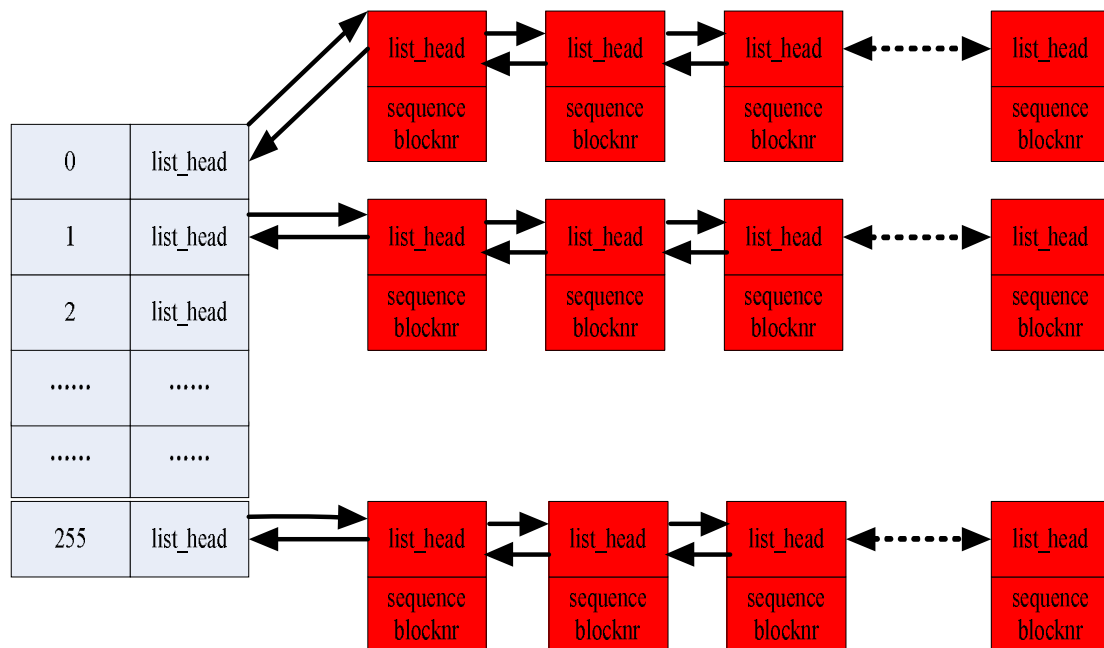 list_head list_head list_head list_head
sequence sequence sequence sequence
blocknr blocknr blocknr blocknr
0 list_head
1 list_head list_head list_head list_head list_head
sequence sequence sequence sequence
blocknr blocknr blocknr blocknr
2 list_head
...... ......
...... ......
255 list_head list_head list_head list_head list_head
sequence sequence sequence sequence
blocknr blocknr blocknr blocknr